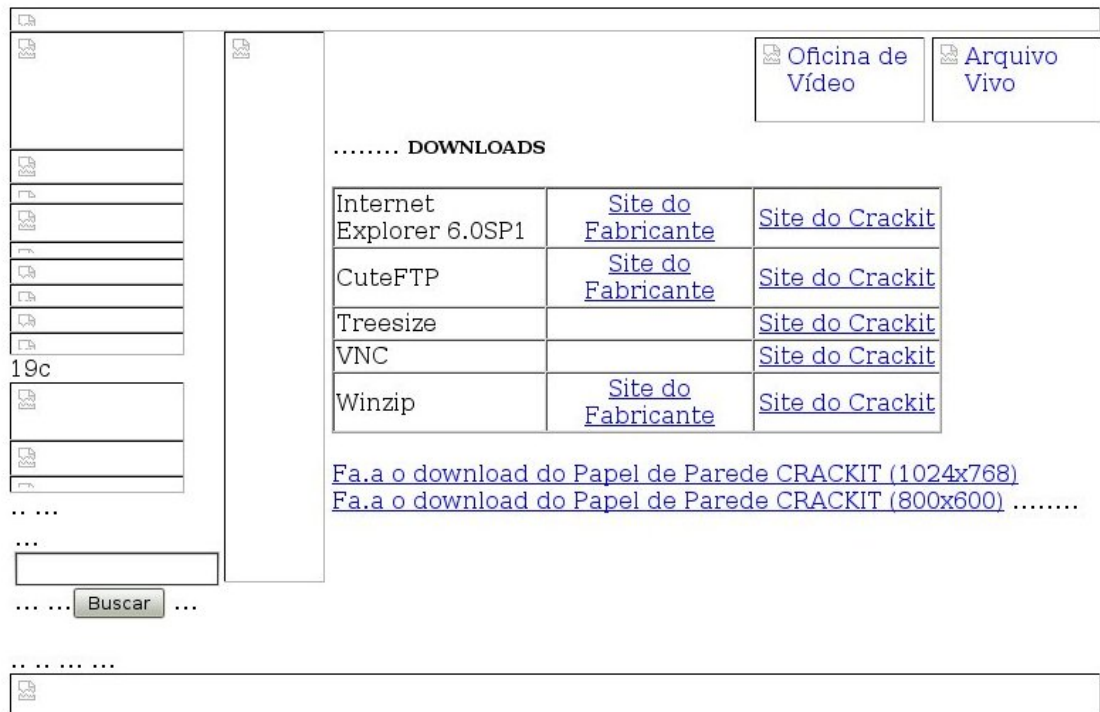 Oficina de
Vídeo
Arquivo
Vivo
........ DOWNLOADS
Internet
Explorer 6.0SP1
Site do
Fabricante
Site do Crackit
CuteFTP
Site do
Fabricante
Site do Crackit
Treesize
Site do Crackit
VNC
Site do Crackit
Winzip
Site do
Fabricante
Site do Crackit
Fa.a o download do Papel de Parede CRACKIT (1024x768)
Fa.a o download do Papel de Parede CRACKIT (800x600) ........
19c
.. ...
...
... ... Buscar ...
.. .. ... ...